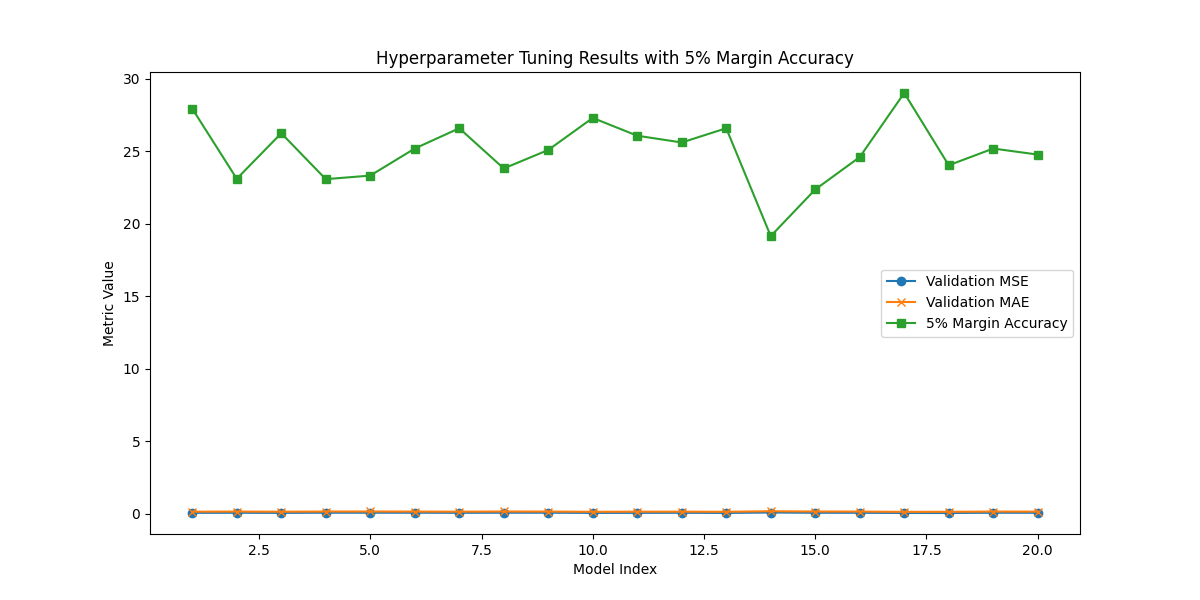 Hyperparameter Tuning Results with 5% Margin Accuracy
30
25
20
15
10
5
0
Metric Value
Validation MSE
Validation MAE
5% Margin Accuracy
2.5 5.0 7.5 10.0 12.5 15.0 17.5 20.0
Model Index